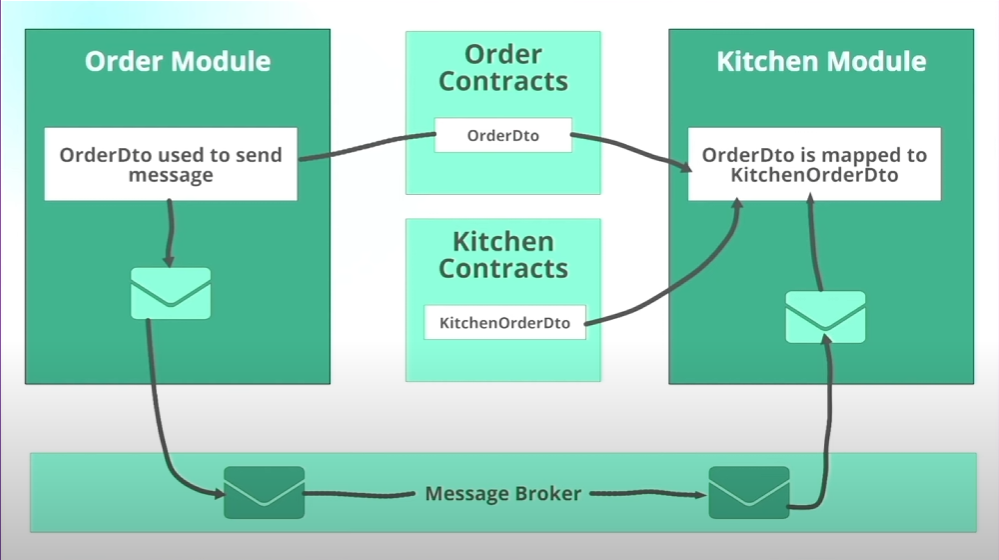 Order Module
OrderDto used to send
message
Order
Contracts
OrderDto
Kitchen
Contracts
KitchenOrderDto
Kitchen Module
OrderDto is mapped to
KitchenOrderDto
Message Broker